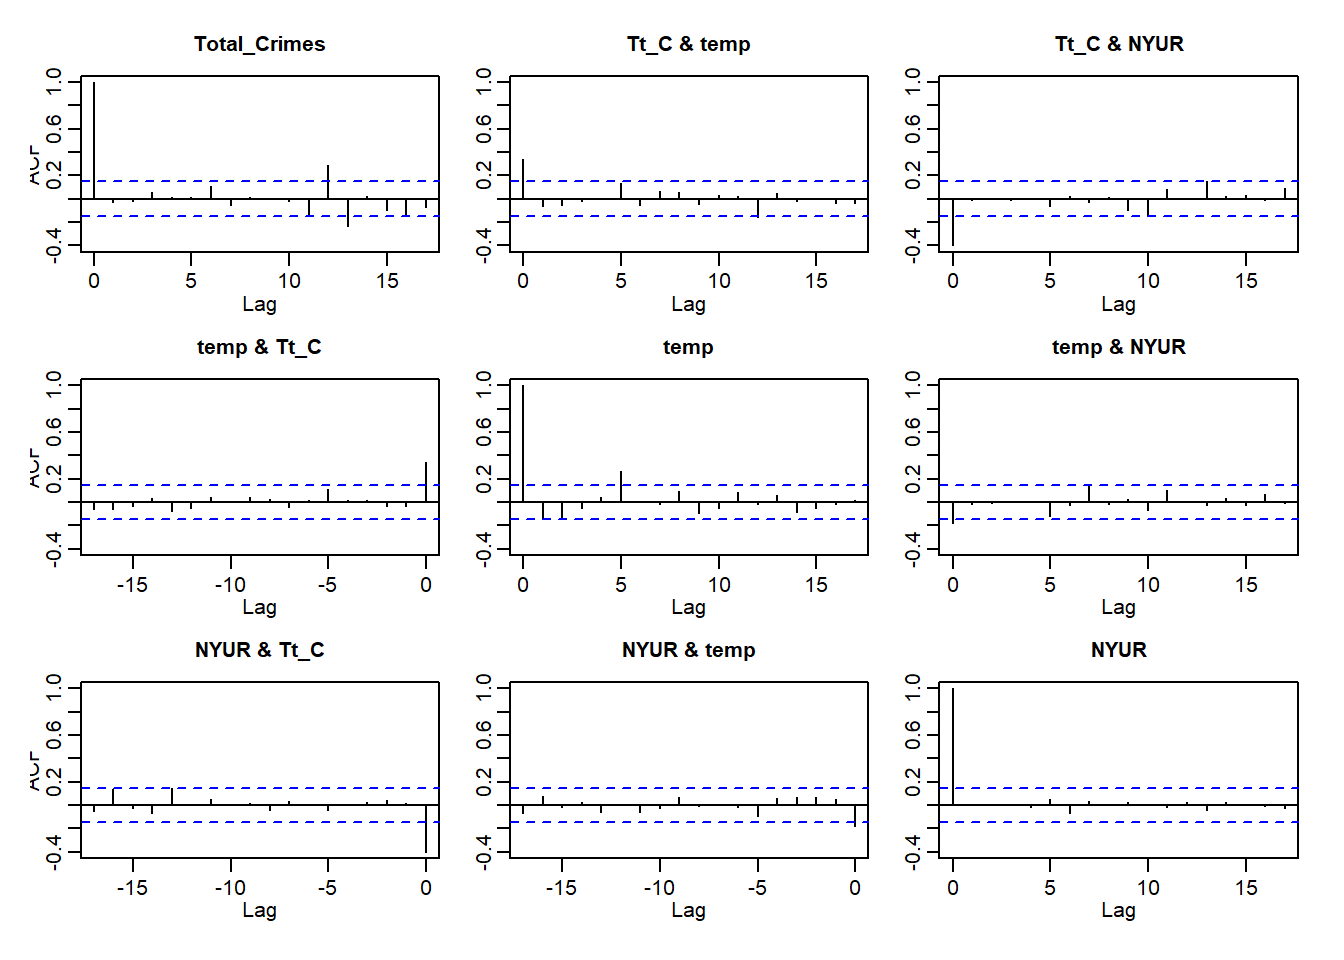 Total_Crimes Tt_C & temp Tt_C & NYUR
ACF
-0.4 0.2 0.6 1.0 -0.4 0.2 0.6 1.0 -0.4 0.2 0.6 1.0
0 5 10 15 0 5 10 15 0 5 10 15
Lag Lag Lag
temp & Tt_C temp temp & NYUR
ACF
-0.4 0.2 0.6 1.0 -0.4 0.2 0.6 1.0 -0.4 0.2 0.6 1.0
-15 -10 -5 0 0 5 10 15 0 5 10 15
Lag Lag Lag
NYUR & Tt_C NYUR & temp NYUR
ACF
-0.4 0.2 0.6 1.0 -0.4 0.2 0.6 1.0 -0.4 0.2 0.6 1.0
-15 -10 -5 0 -15 -10 -5 0 0 5 10 15
Lag Lag Lag